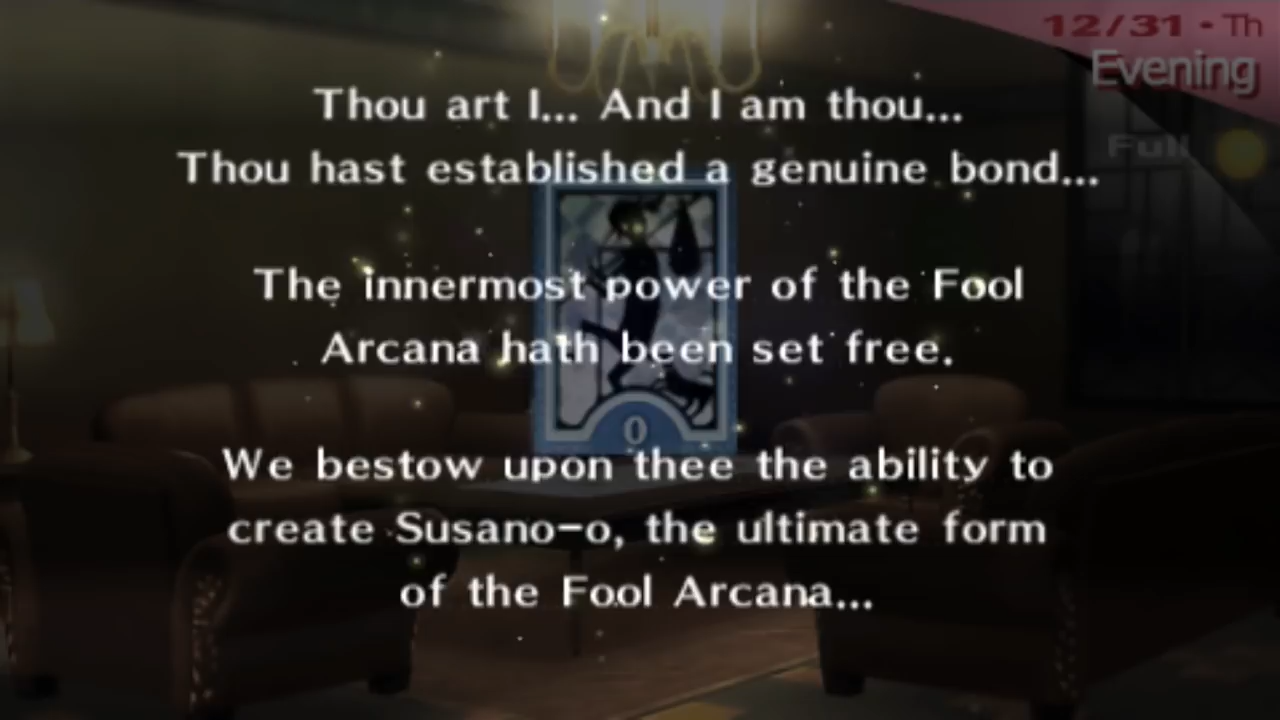 12/31 • Th
Evening
Full
Thou art I... And I am thou...
Thou hast established a genuine bond...
The innermost power of the Fool
Arcana hath been set free.
0
We bestow upon thee the ability to
create Susano-o, the ultimate form
of the Fool Arcana...